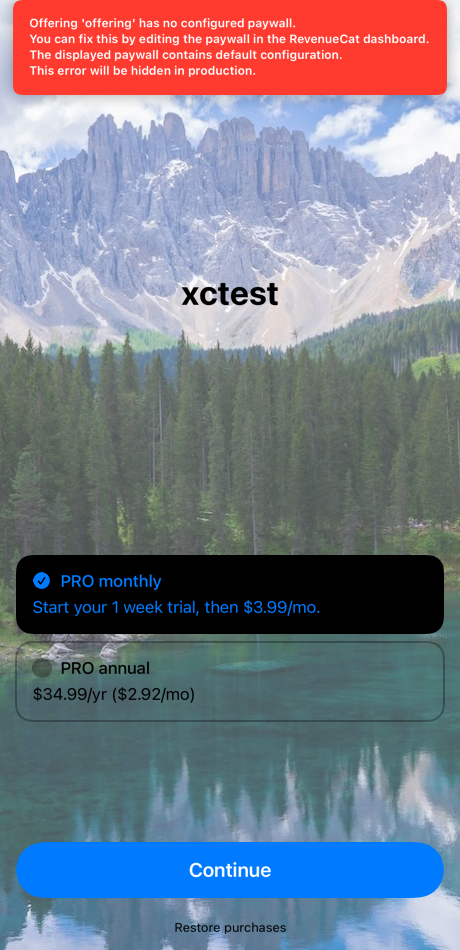 Offering 'offering' has no configured paywall.
You can fix this by editing the paywall in the RevenueCat dashboard.
The displayed paywall contains default configuration.
This error will be hidden in production.
xctest
PRO monthly
Start your 1 week trial, then $3.99/mo.
PRO annual
$34.99/yr ($2.92/mo)
Continue
Restore purchases